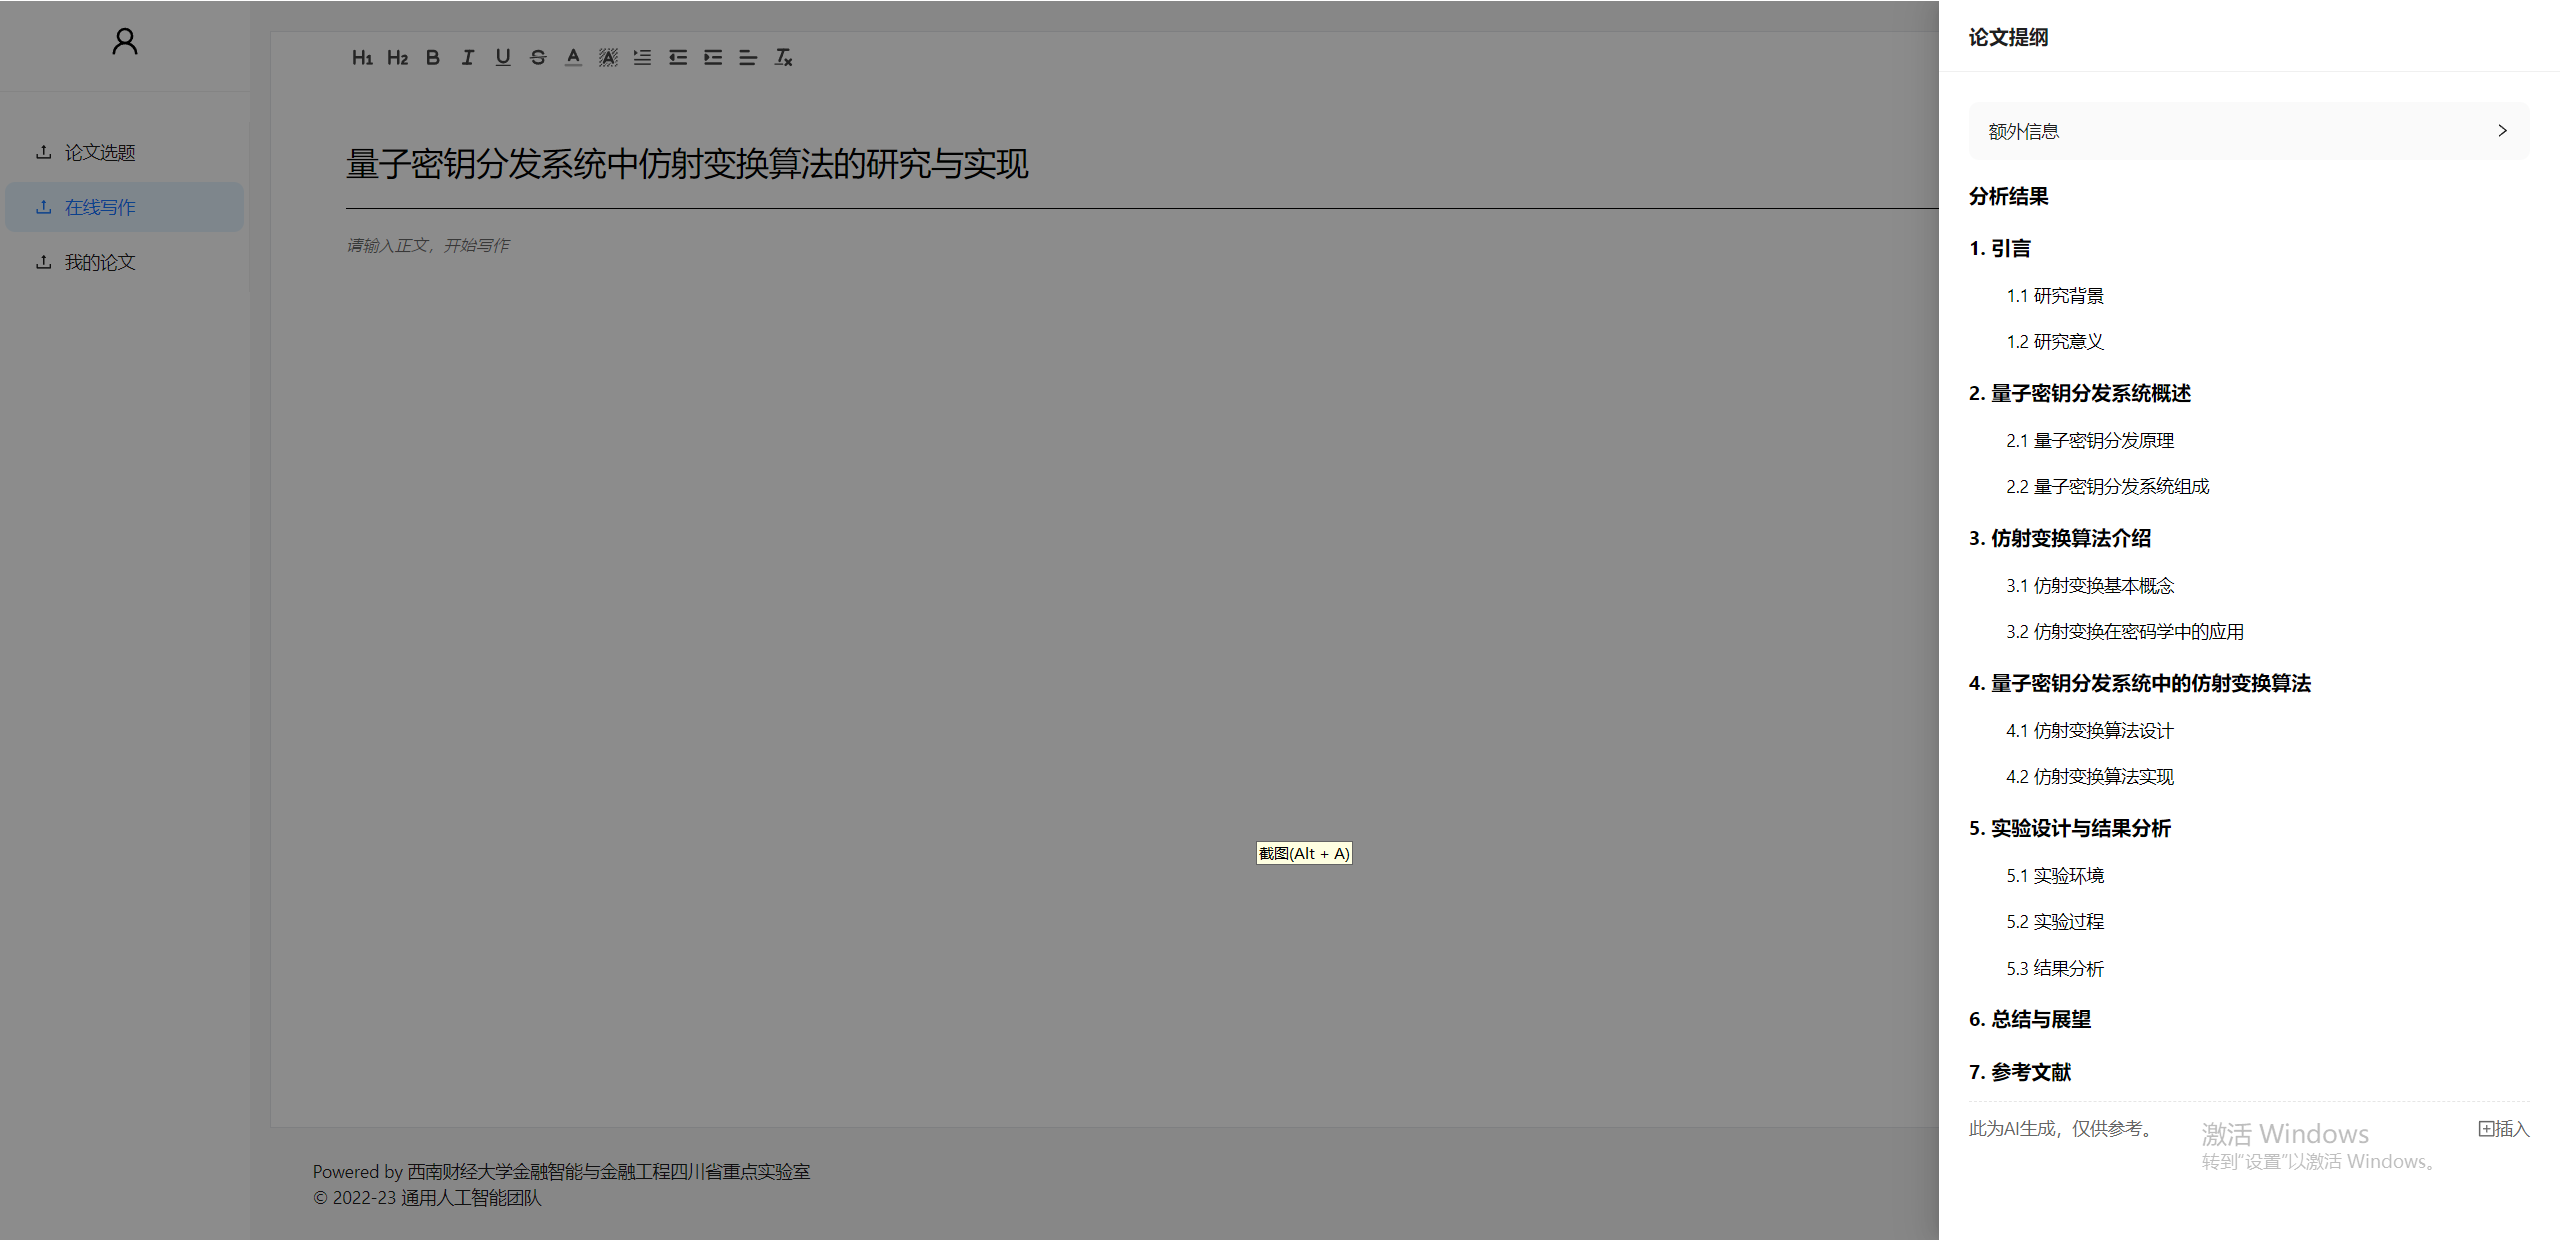 论文选题
在线写作
我的论文
H1 H2 B I U S A A
量子密钥分发系统中仿射变换算法的研究与实现
请输入正文，开始写作
截图(Alt + A)
Powered by 西南财经大学金融智能与金融工程四川省重点实验室
© 2022-23 通用人工智能团队
论文提纲
额外信息
分析结果
1. 引言
1.1 研究背景
1.2 研究意义
2. 量子密钥分发系统概述
2.1 量子密钥分发原理
2.2 量子密钥分发系统组成
3. 仿射变换算法介绍
3.1 仿射变换基本概念
3.2 仿射变换在密码学中的应用
4. 量子密钥分发系统中的仿射变换算法
4.1 仿射变换算法设计
4.2 仿射变换算法实现
5. 实验设计与结果分析
5.1 实验环境
5.2 实验过程
5.3 结果分析
6. 总结与展望
7. 参考文献
此为AI生成，仅供参考。
插入
激活 Windows
转到“设置”以激活 Windows。